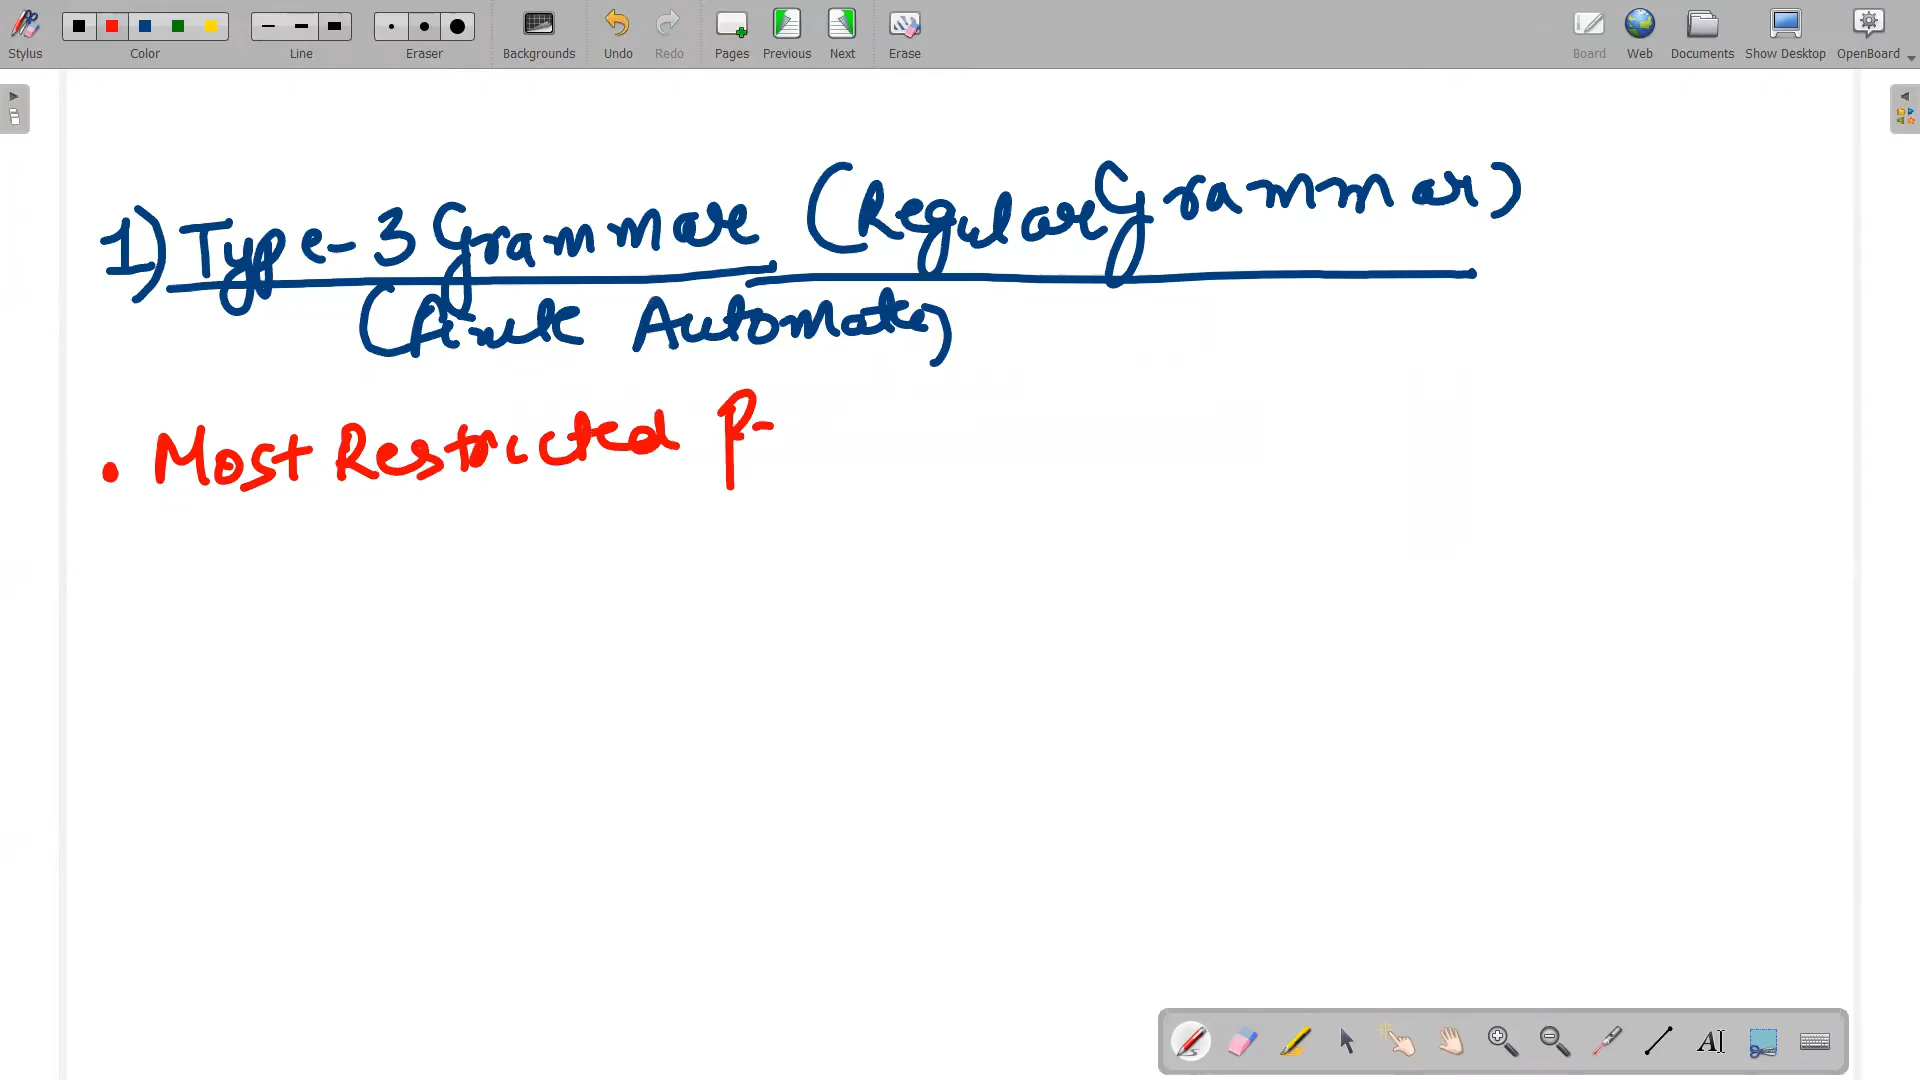 Stylus Color Line Eraser Backgrounds Undo Redo Pages Previous Next Erase Board Web Documents Show Desktop OpenBoard
1) Type-3 Grammar (Regular Grammar)
(finite Automata)
• Most Restricted